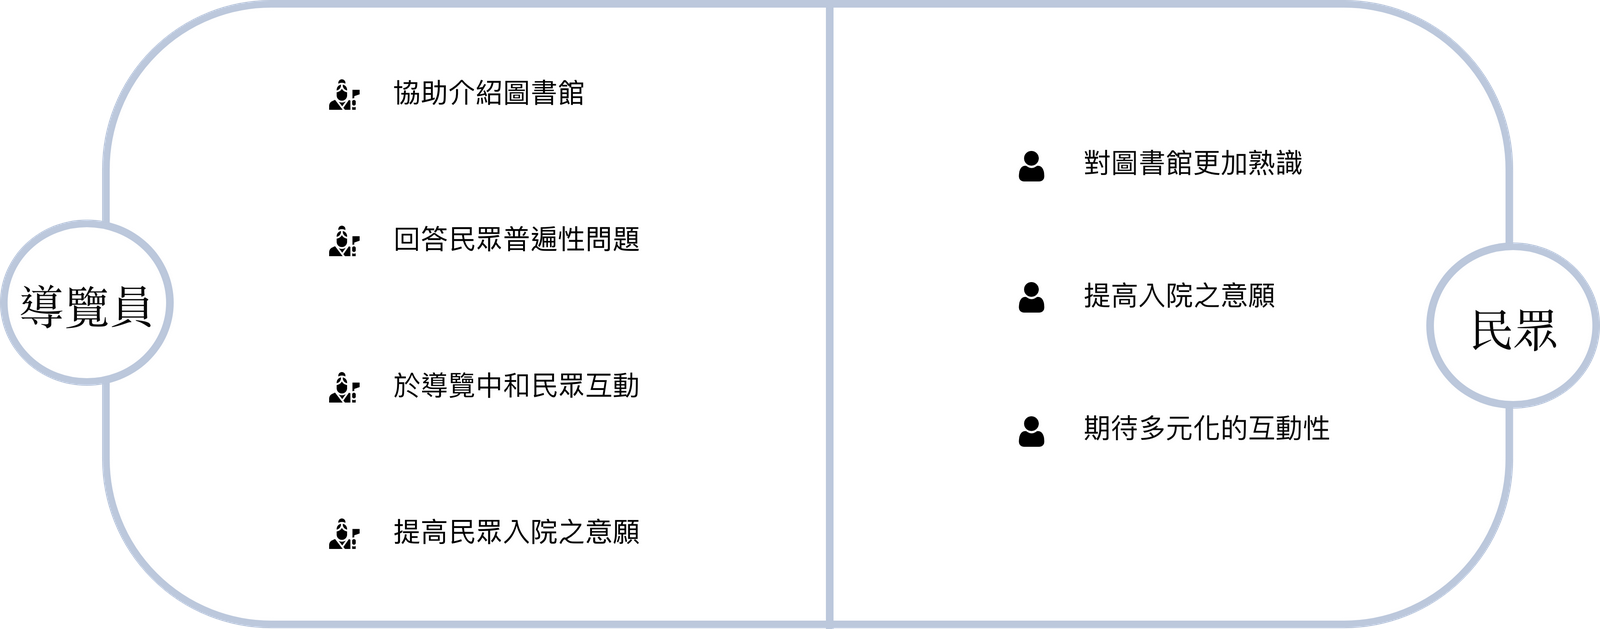 導覽員
協助介紹圖書館
回答民眾普遍性問題
於導覽中和民眾互動
提高民眾入院之意願
民眾
對圖書館更加熟識
提高入院之意願
期待多元化的互動性